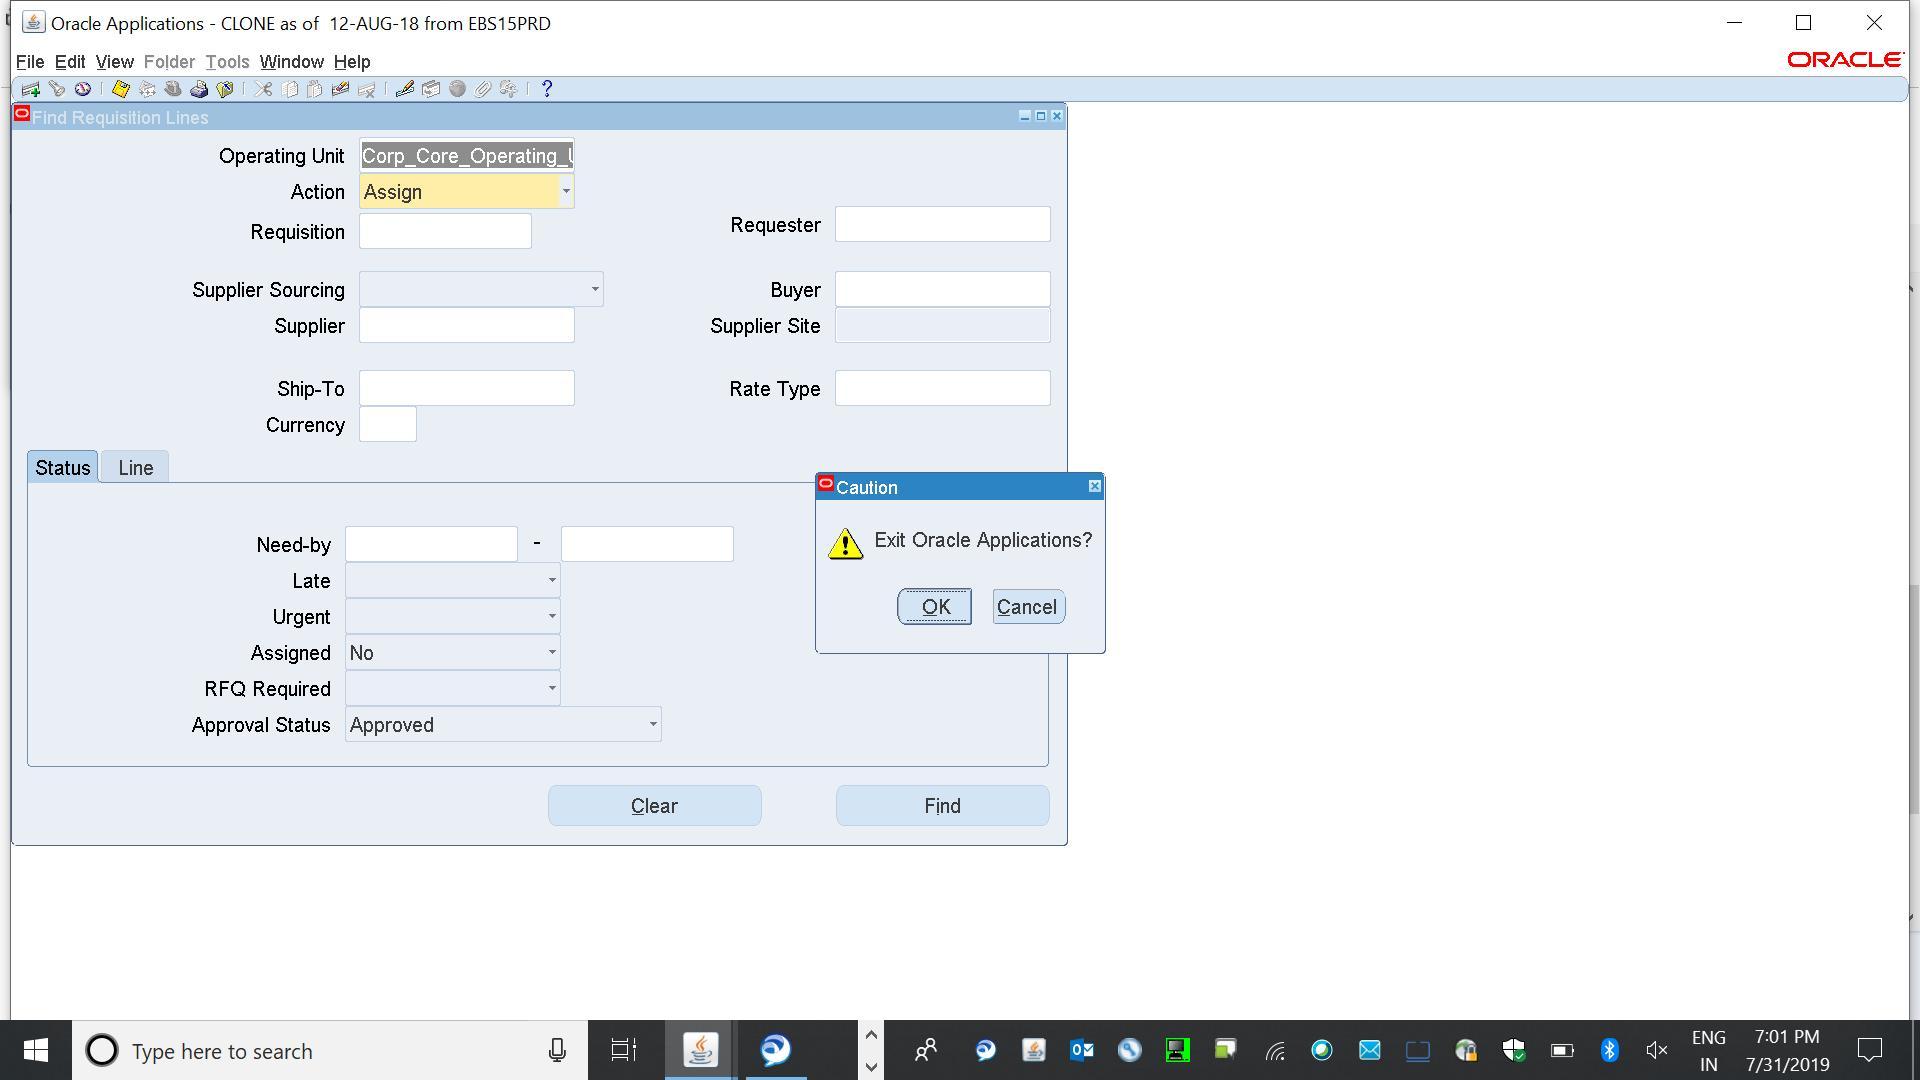 Oracle Applications - CLONE as of  12-AUG-18 from EBS15PRD
File Edit View Folder Tools Window Help
ORACLE
Find Requisition Lines
Operating Unit Corp_Core_Operating_U
Action Assign
Requisition
Requester
Supplier Sourcing
Buyer
Supplier
Supplier Site
Ship-To
Rate Type
Currency
Status Line
Caution
Exit Oracle Applications?
OK Cancel
Need-by -
Late
Urgent
Assigned No
RFQ Required
Approval Status Approved
Clear Find
Type here to search
ENG
IN
7:01 PM
7/31/2019